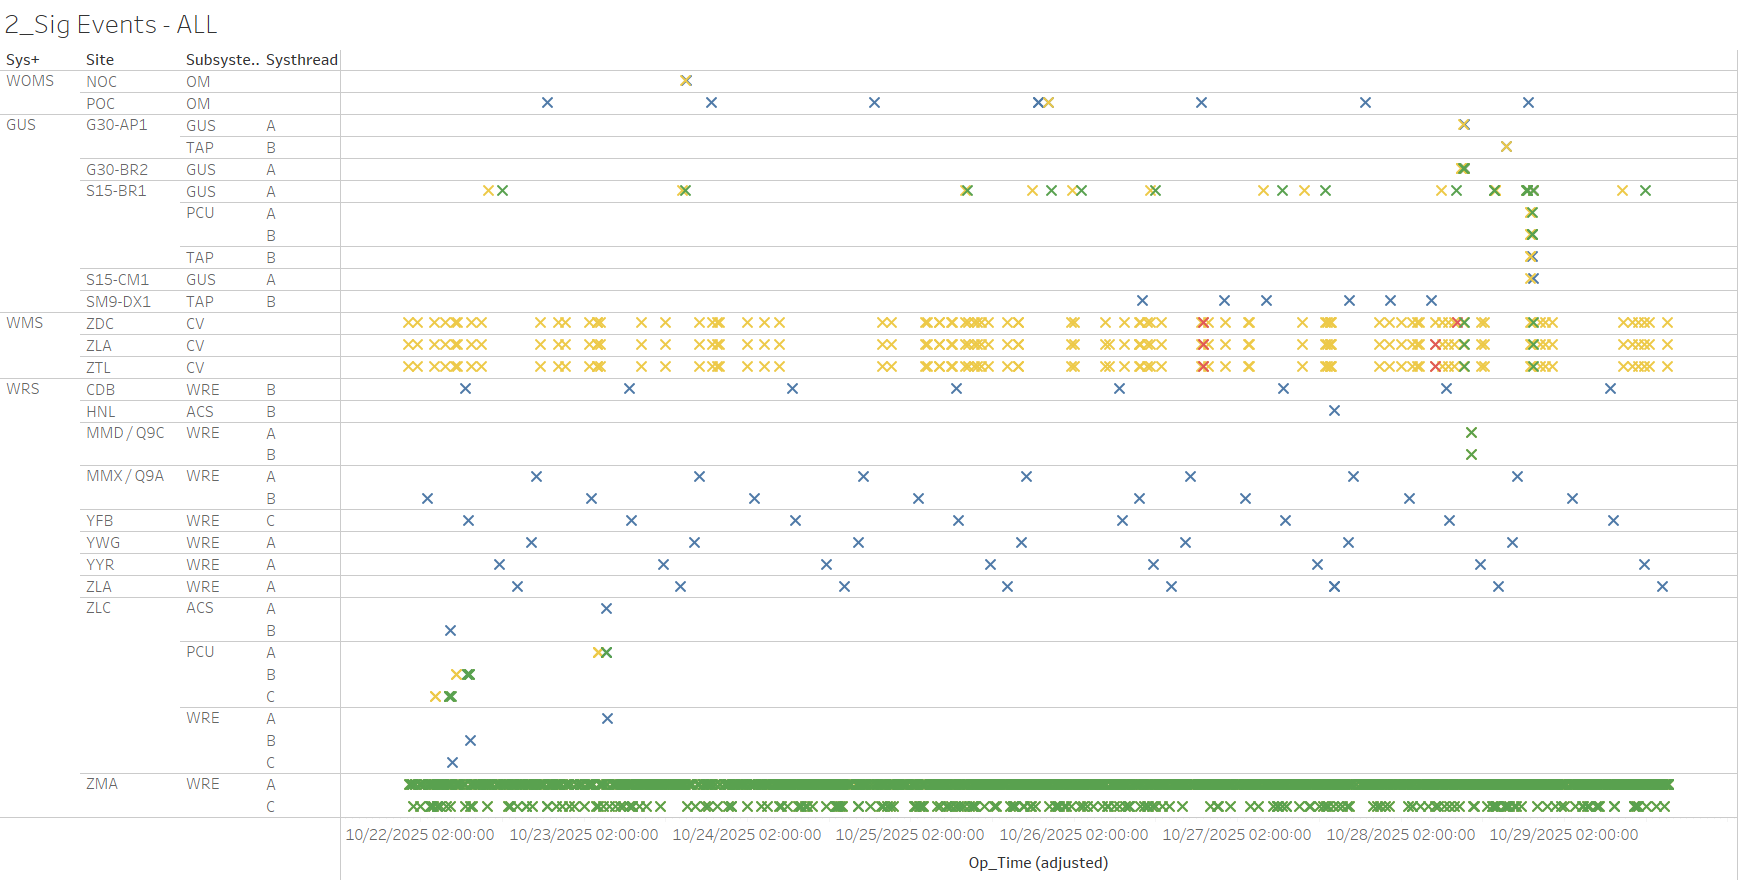 2_Sig Events - ALL
Sys+ Site Subsyste.. Systhread
WOMS NOC OM
POC OM
GUS G30-AP1 GUS A
TAP B
G30-BR2 GUS A
S15-BR1 GUS A
PCU A
B
TAP B
S15-CM1 GUS A
SM9-DX1 TAP B
WMS ZDC CV
ZLA CV
ZTL CV
WRS CDB WRE B
HNL ACS B
MMD / Q9C WRE A
B
MMX / Q9A WRE A
B
YFB WRE C
YWG WRE A
YYR WRE A
ZLA WRE A
ZLC ACS A
B
PCU A
B
C
WRE A
B
C
ZMA WRE A
C
10/22/2025 02:00:00 10/23/2025 02:00:00 10/24/2025 02:00:00 10/25/2025 02:00:00 10/26/2025 02:00:00 10/27/2025 02:00:00 10/28/2025 02:00:00 10/29/2025 02:00:00
Op_Time (adjusted)